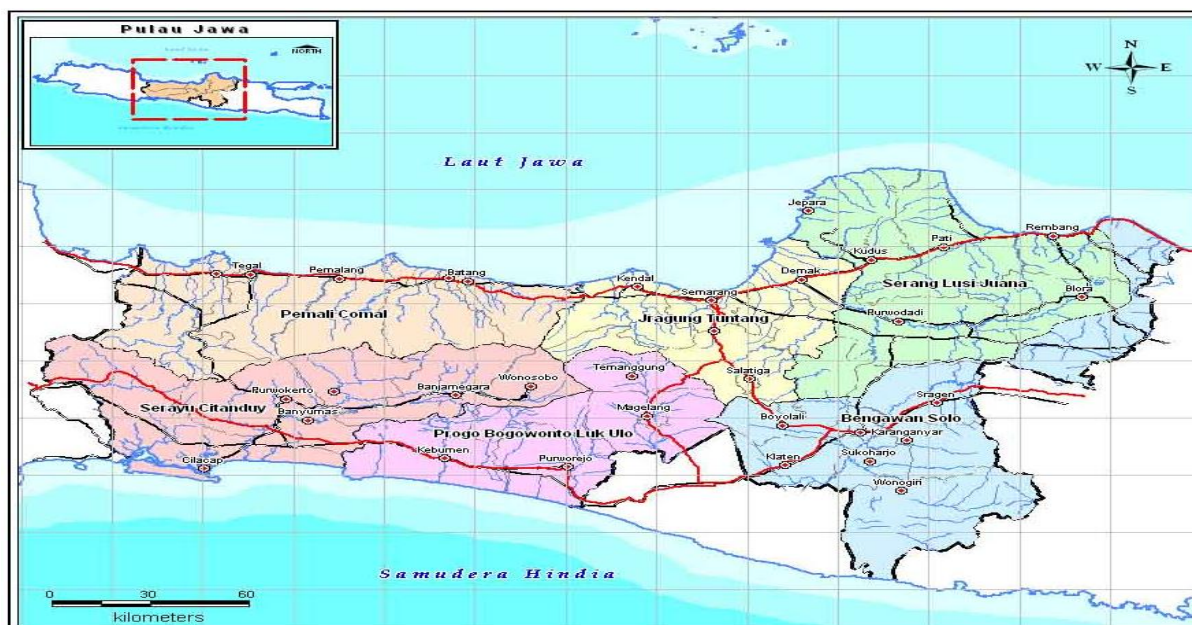 Pulau Jawa
NORTH
N
W E
S
Laut Jawa
Jepara
Rembang
Pati
Kudus
Tegal
Pemalang
Batang
Kendal
Demak
Semarang
Serang Lusi Juana
Blora
Pemali Comal
Jragung Tuntang
Purwodadi
Temanggung
Salatiga
Wonosobo
Banjarnegara
Purwokerto
Sragen
Serayu Citanduy
Banyumas
Magelang
Boyolali
Bengawan Solo
Karanganyar
Progo Bogowonto Luk Ulo
Kebumen
Purworejo
Cilacap
Klaten
Sukoharjo
Wonogiri
Samudera Hindia
0 30 60
kilometers